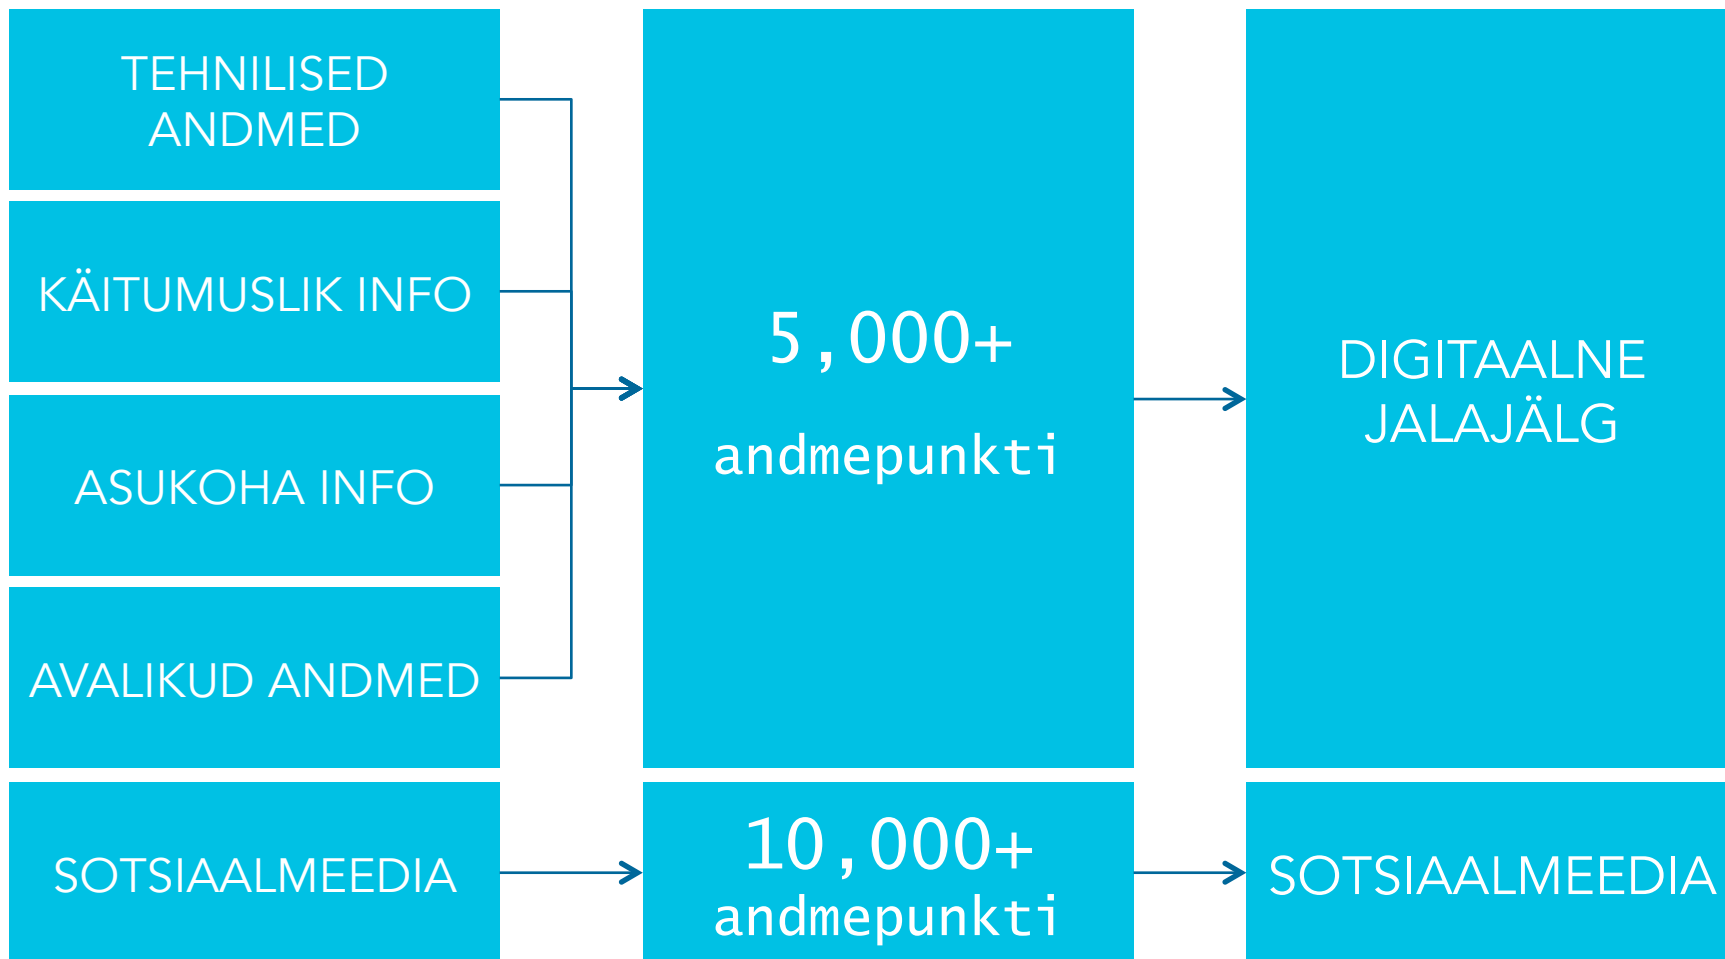 TEHNILISED
ANDMED
KÄITUMUSLIK INFO
ASUKOHA INFO
AVALIKUD ANDMED
SOTSIAALMEEDIA
5,000+
andmepunkti
10,000+
andmepunkti
DIGITAALNE
JALAJÄLG
SOTSIAALMEEDIA